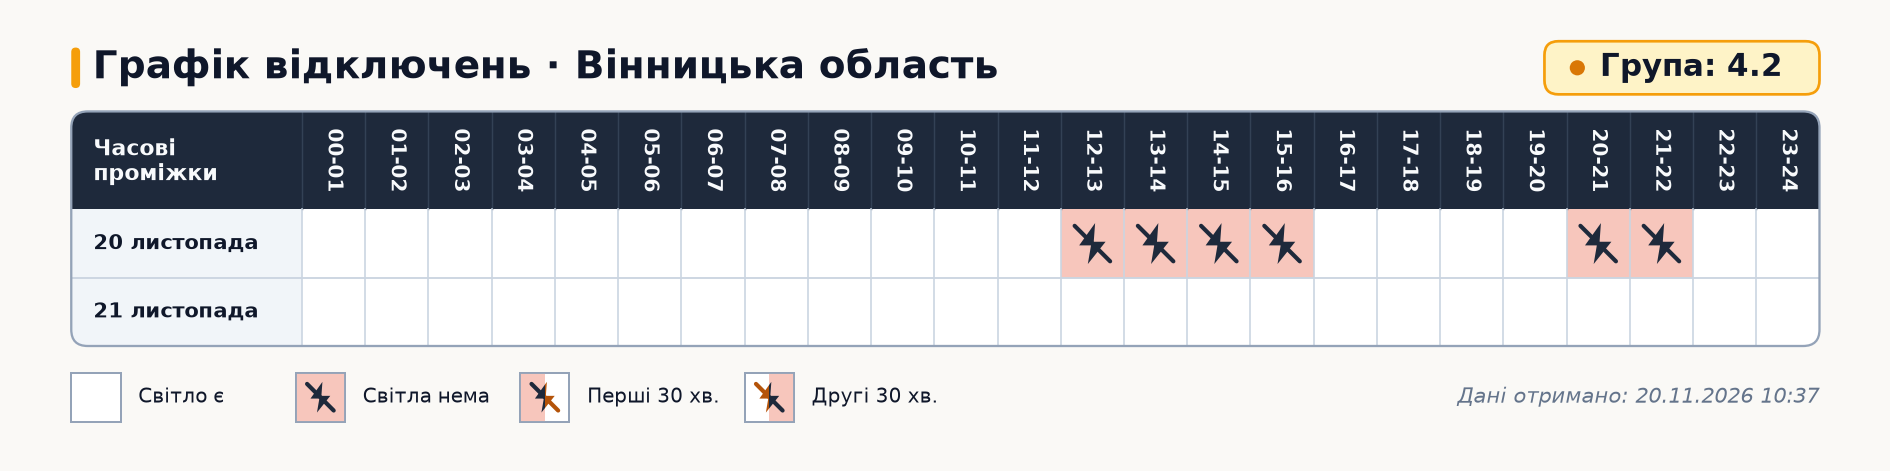 Графік відключень · Вінницька область
Група: 4.2
Часові
проміжки
00-01 01-02 02-03 03-04 04-05 05-06 06-07 07-08 08-09 09-10 10-11 11-12 12-13 13-14 14-15 15-16 16-17 17-18 18-19 19-20 20-21 21-22 22-23 23-24
20 листопада
21 листопада
Світло є Світла нема Перші 30 хв. Другі 30 хв.
Дані отримано: 20.11.2026 10:37